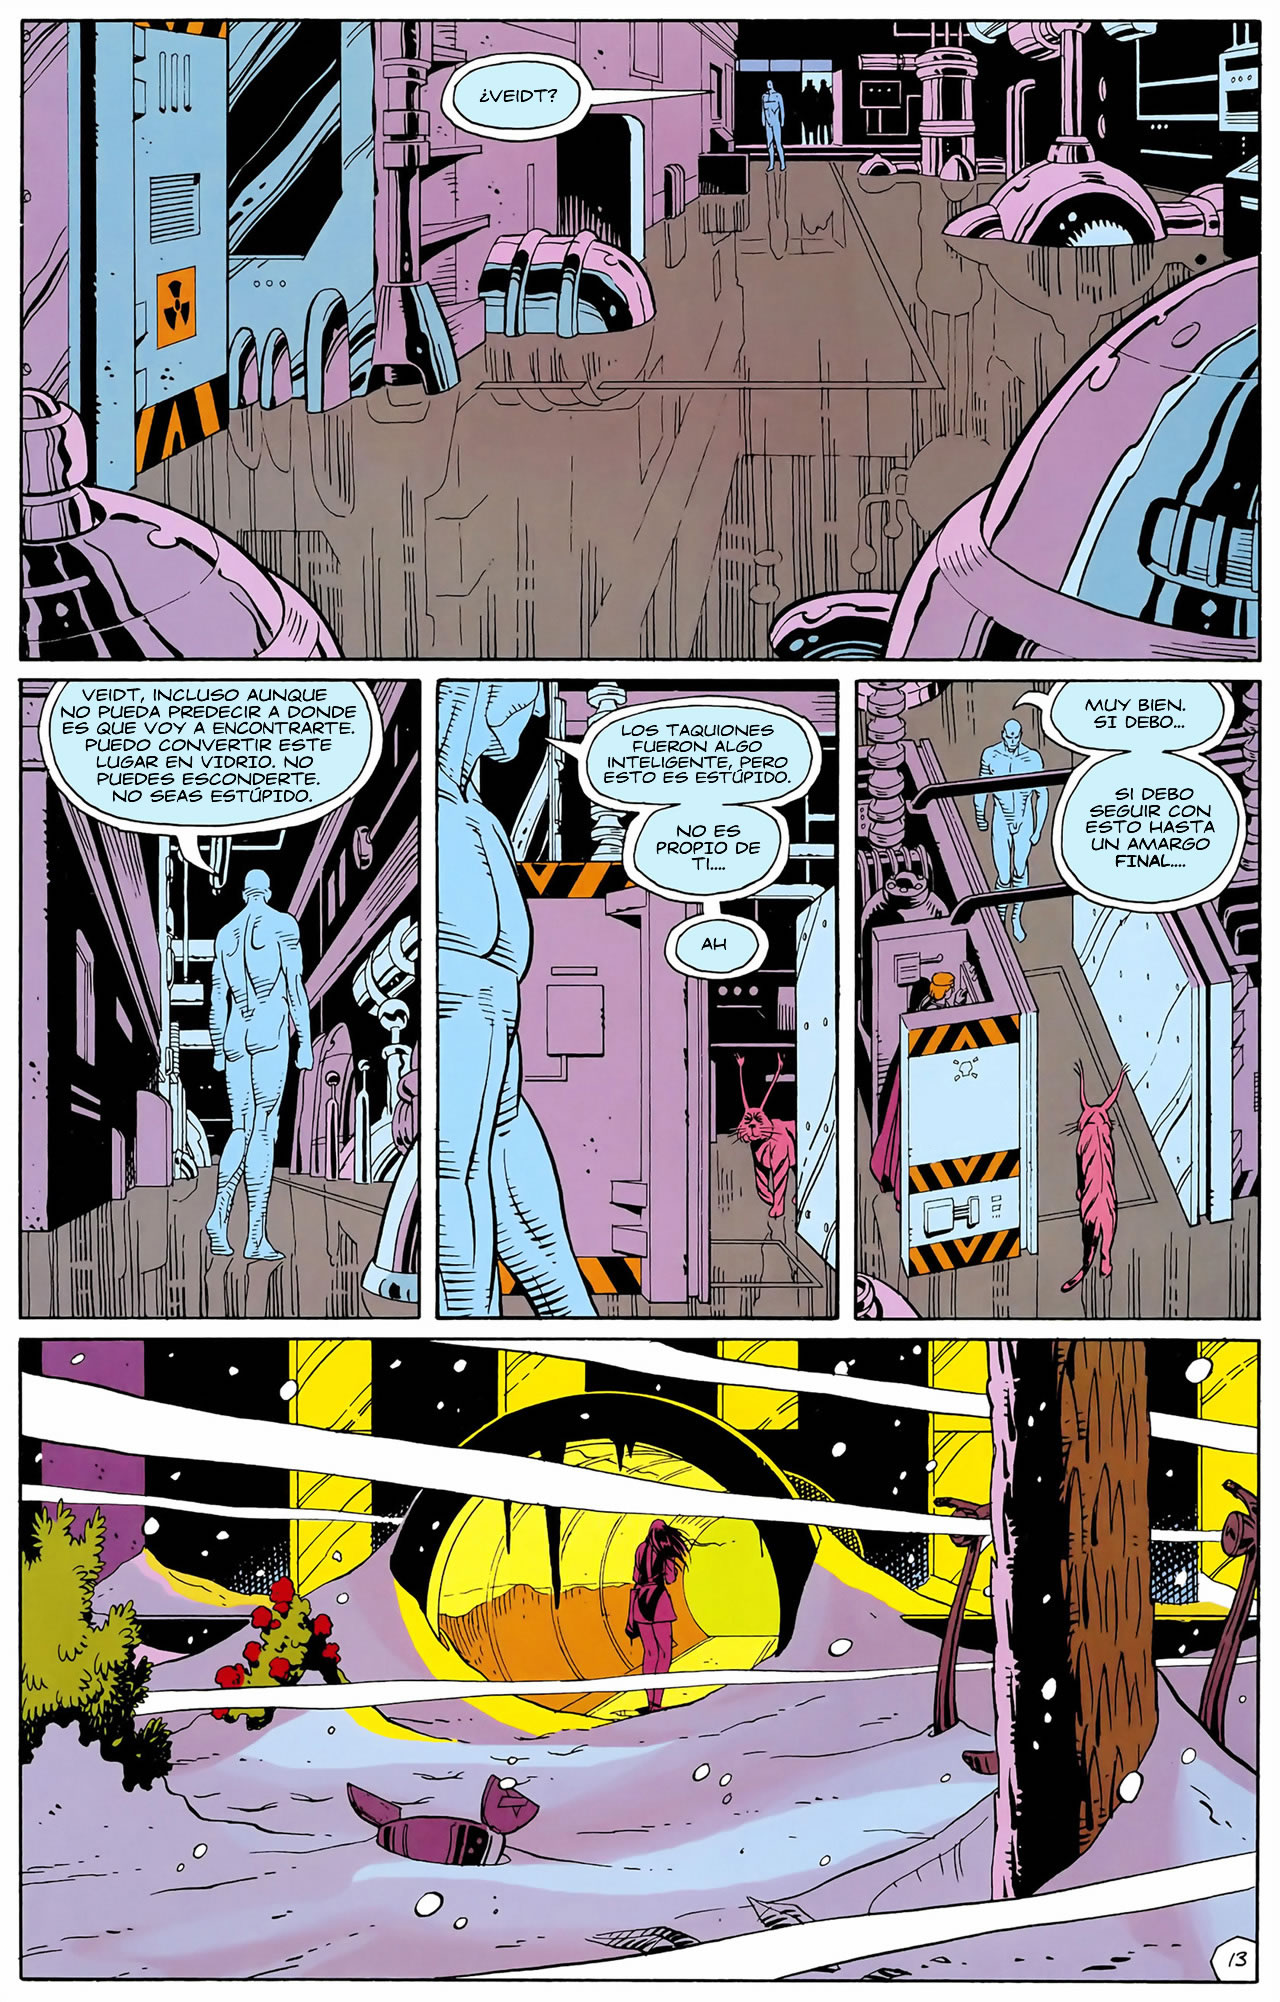 ¿VEIDT?
VEIDT, INCLUSO AUNQUE
NO PUEDA PREDECIR A DONDE
ES QUE VOY A ENCONTRARTE.
PUEDO CONVERTIR ESTE
LUGAR EN VIDRIO. NO
PUEDES ESCONDERTE.
NO SEAS ESTÚPIDO.
LOS TAQUIONES
FUERON ALGO
INTELIGENTE, PERO
ESTO ES ESTÚPIDO.
NO ES
PROPIO DE
TI....
AH
MUY BIEN.
SI DEBO...
SI DEBO
SEGUIR CON
ESTO HASTA
UN AMARGO
FINAL....
13